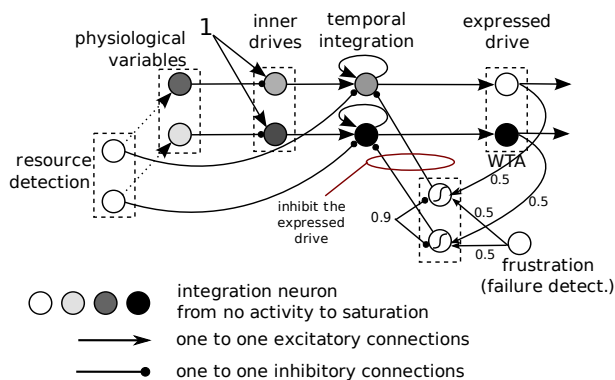 physiological
variables
1
inner
drives
temporal
integration
expressed
drive
resource
detection
WTA
inhibit the
expressed
drive
0.5
0.5
0.5
0.9
0.5
frustration
(failure detect.)
integration neuron
from no activity to saturation
one to one excitatory connections
one to one inhibitory connections